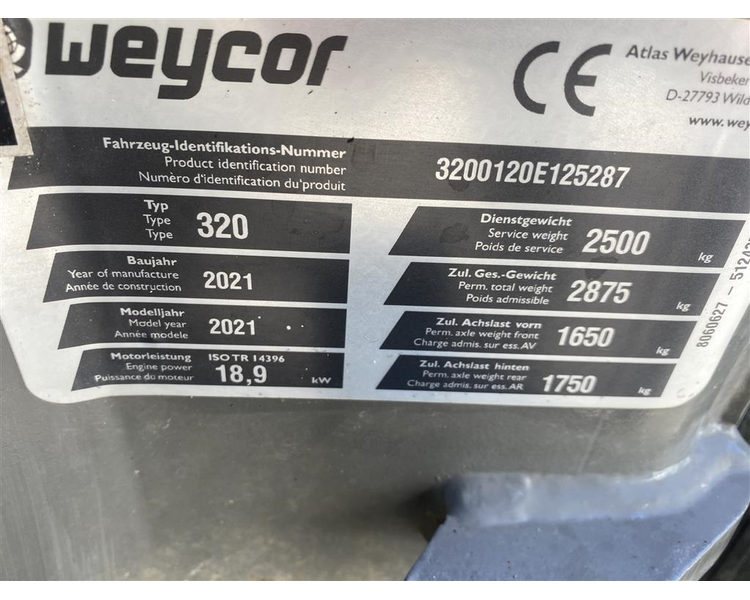 weycor
CE
Atlas Weyhause
Visbeker
D-27793 Wild
www.wey
Fahrzeug-Identifikations-Nummer
Product identification number
Numèro d'identification du produit
3200120E125287
Typ
Type
Type
320
Baujahr
Year of manufacture
Année de construction
2021
Modelljahr
Model year
Année modele
2021
Motorleistung ISO TR 14396
Engine power
Puissance du moteur
18,9 kW
Dienstgewicht
Service weight
Poids de service
2500 kg
Zul. Ges.-Gewicht
Perm. total weight
Poids admissible
2875 kg
Zul. Achslast vorn
Perm. axle weight front
Charge admis. sur ess. AV
1650 kg
Zul. Achslast hinten
Perm. axle weight rear
Charge admis. sur ess. AR
1750 kg
8060627 - 5124